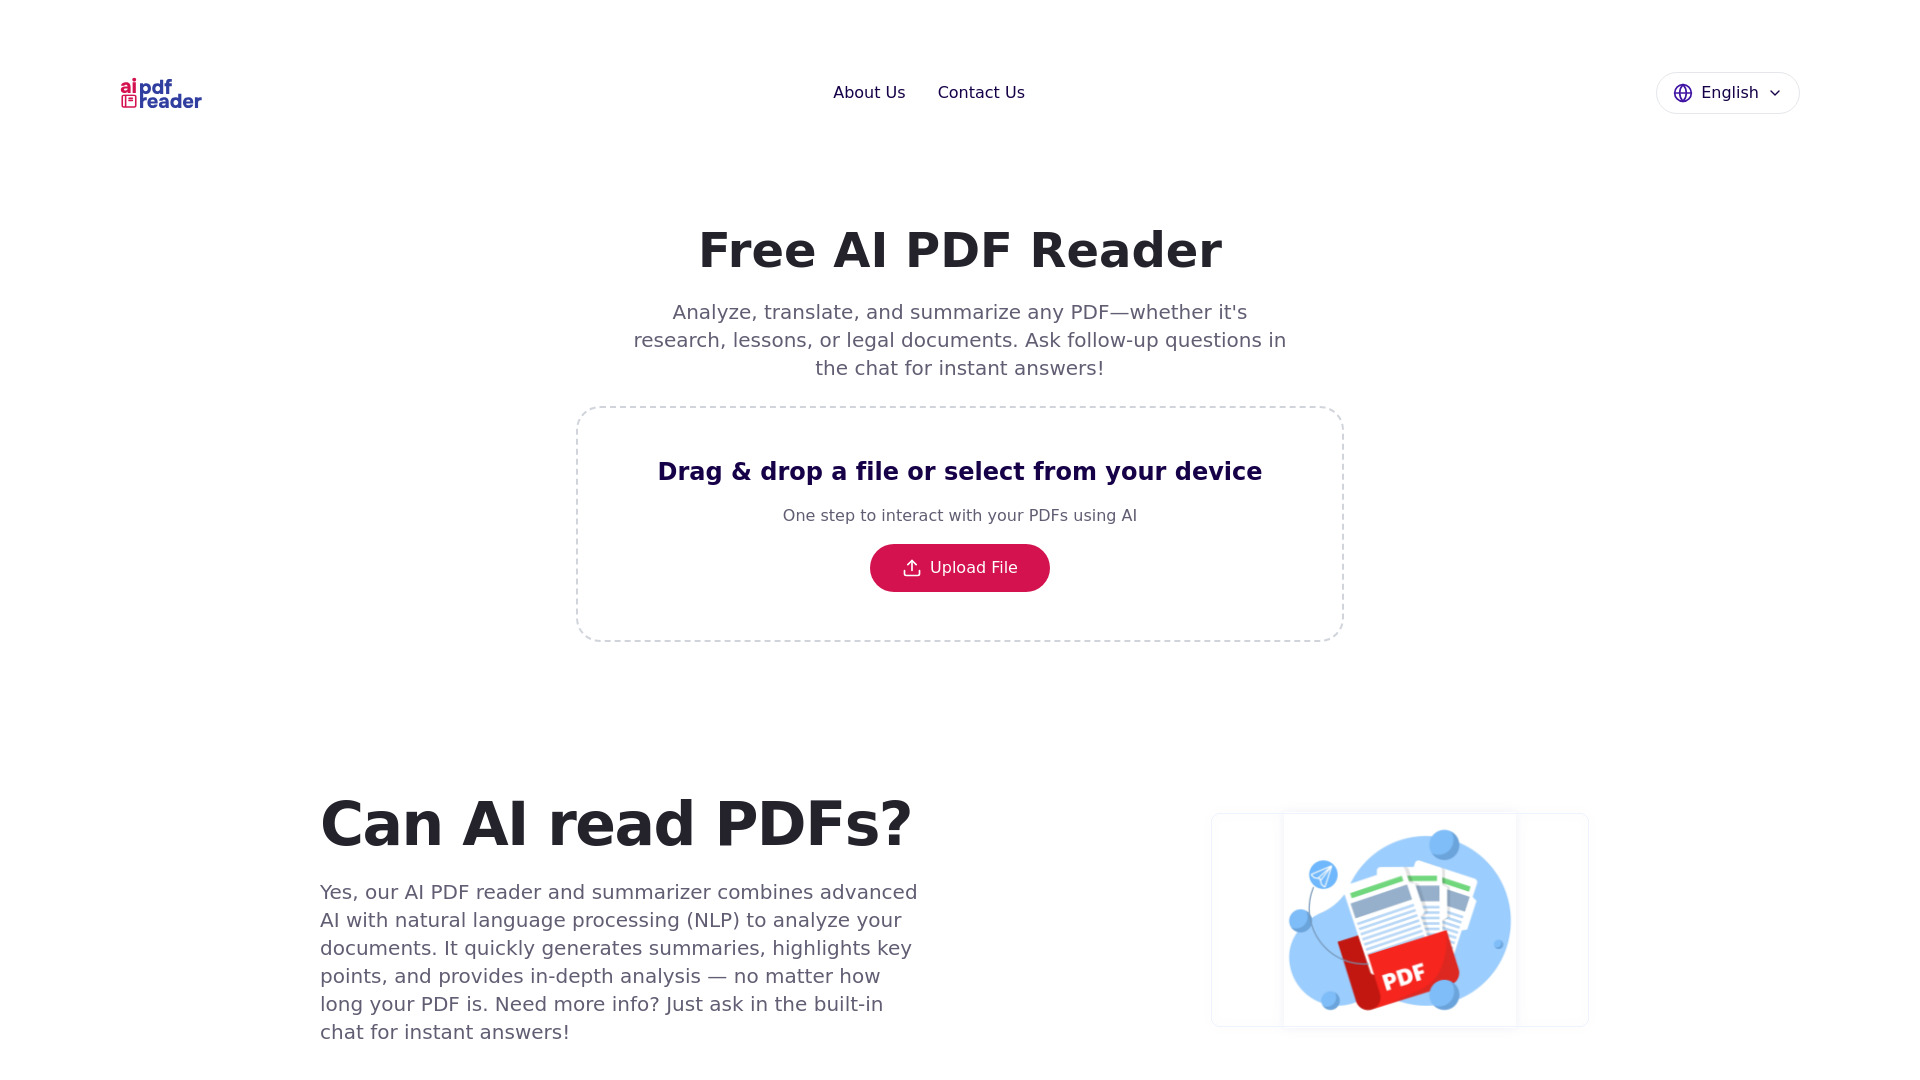 ai pdf
reader
About Us
Contact Us
English
Free AI PDF Reader
Analyze, translate, and summarize any PDF—whether it's
research, lessons, or legal documents. Ask follow-up questions in
the chat for instant answers!
Drag & drop a file or select from your device
One step to interact with your PDFs using AI
Upload File
Can AI read PDFs?
Yes, our AI PDF reader and summarizer combines advanced
AI with natural language processing (NLP) to analyze your
documents. It quickly generates summaries, highlights key
points, and provides in-depth analysis — no matter how
long your PDF is. Need more info? Just ask in the built-in
chat for instant answers!
PDF